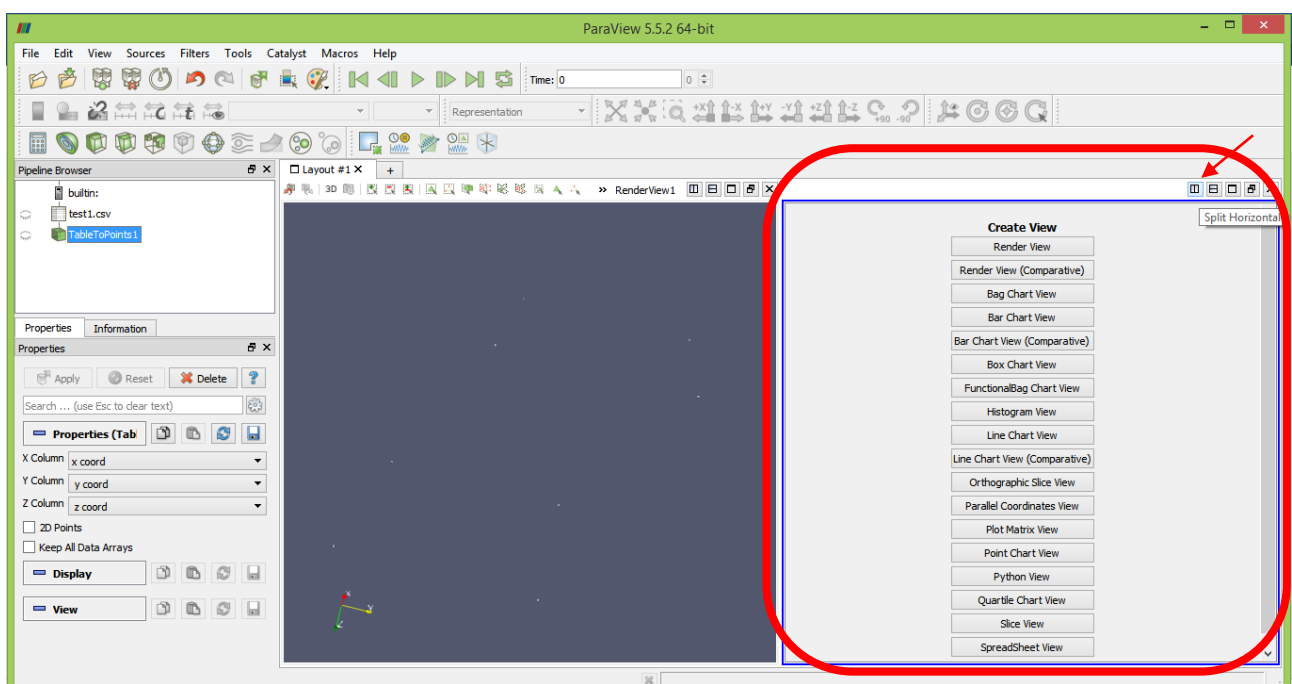 ParaView 5.5.2 64-bit
File Edit View Sources Filters Tools Catalyst Macros Help
Time: 0 0
Representation
+X -X +Y -Y +Z -Z +90 -90
Pipeline Browser
builtin:
test1.csv
TableToPoints1
Properties Information
Properties
Apply Reset Delete ?
Search ... (use Esc to clear text)
Properties (Tab
X Column x coord
Y Column y coord
Z Column z coord
2D Points
Keep All Data Arrays
Display
View
Layout #1 +
3D » RenderView1
X Y Z
Split Horizontal
Create View
Render View
Render View (Comparative)
Bag Chart View
Bar Chart View
Bar Chart View (Comparative)
Box Chart View
FunctionalBag Chart View
Histogram View
Line Chart View
Line Chart View (Comparative)
Orthographic Slice View
Parallel Coordinates View
Plot Matrix View
Point Chart View
Python View
Quartile Chart View
Slice View
SpreadSheet View